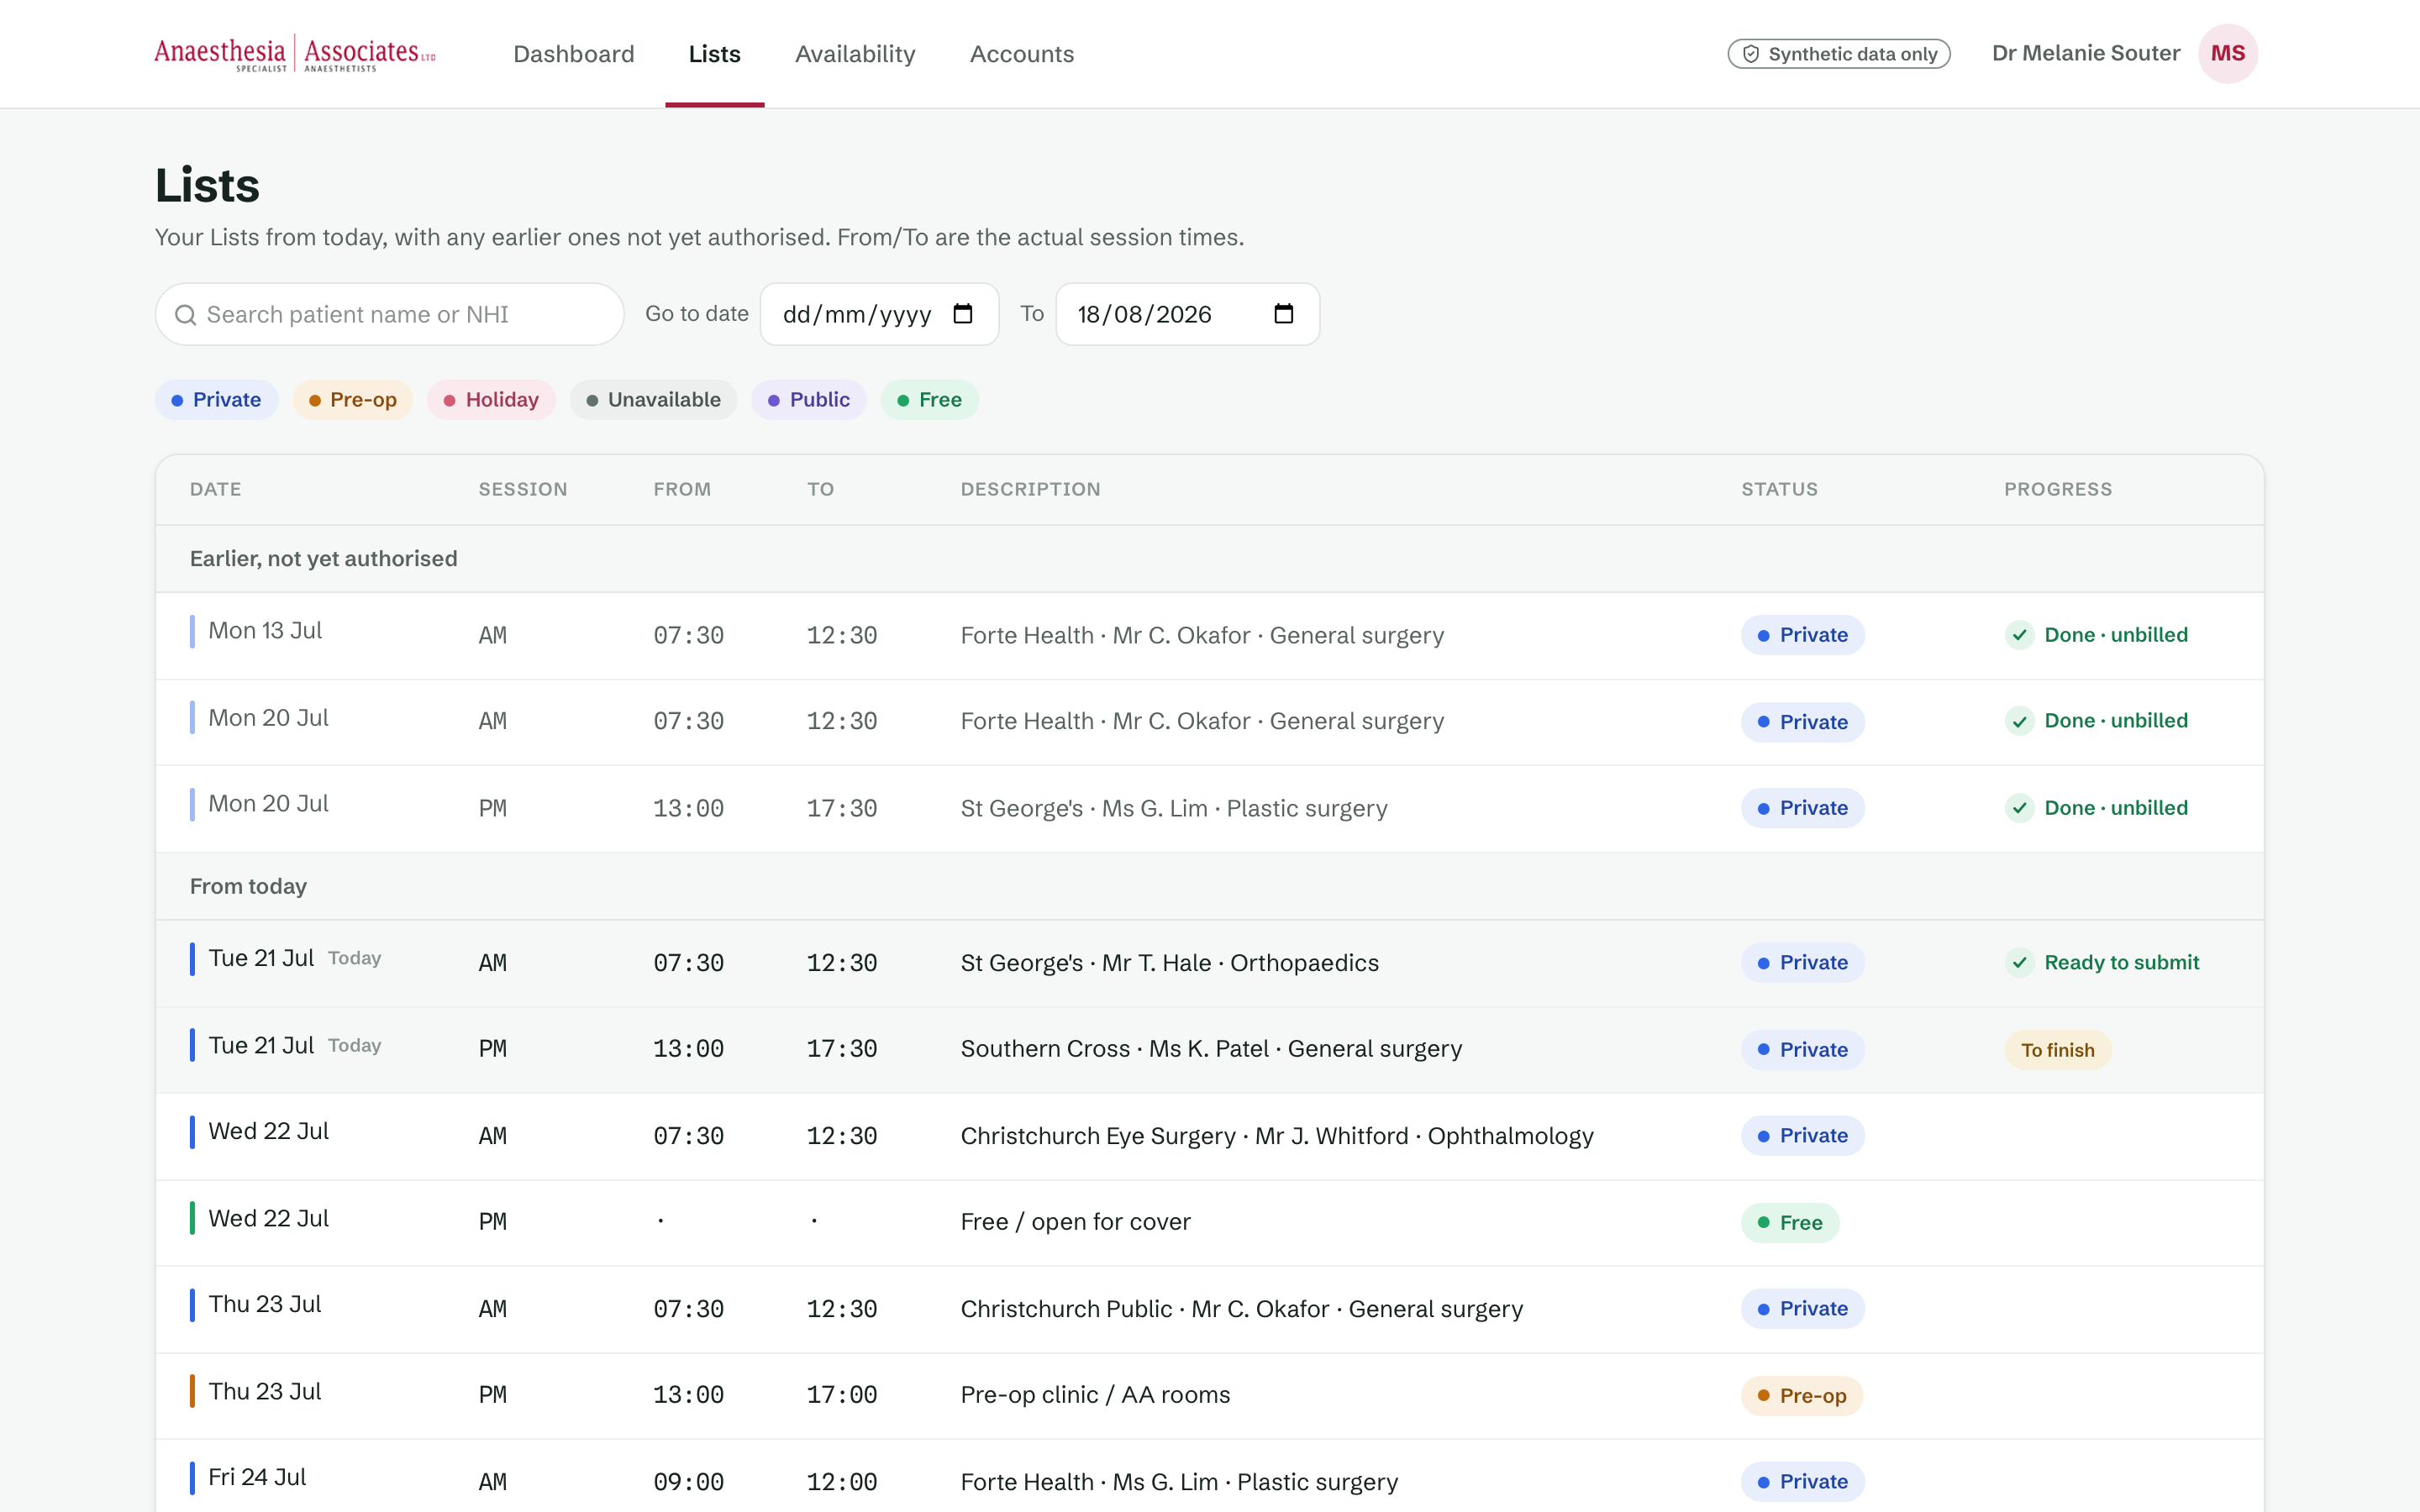 Anaesthesia Associates LTD
SPECIALIST ANAESTHETISTS
Dashboard Lists Availability Accounts
Synthetic data only
Dr Melanie Souter MS
Lists
Your Lists from today, with any earlier ones not yet authorised. From/To are the actual session times.
Search patient name or NHI Go to date dd/mm/yyyy To 18/08/2026
Private Pre-op Holiday Unavailable Public Free
DATE SESSION FROM TO DESCRIPTION STATUS PROGRESS
Earlier, not yet authorised
Mon 13 Jul AM 07:30 12:30 Forte Health · Mr C. Okafor · General surgery Private Done · unbilled
Mon 20 Jul AM 07:30 12:30 Forte Health · Mr C. Okafor · General surgery Private Done · unbilled
Mon 20 Jul PM 13:00 17:30 St George's · Ms G. Lim · Plastic surgery Private Done · unbilled
From today
Tue 21 Jul Today AM 07:30 12:30 St George's · Mr T. Hale · Orthopaedics Private Ready to submit
Tue 21 Jul Today PM 13:00 17:30 Southern Cross · Ms K. Patel · General surgery Private To finish
Wed 22 Jul AM 07:30 12:30 Christchurch Eye Surgery · Mr J. Whitford · Ophthalmology Private
Wed 22 Jul PM · · Free / open for cover Free
Thu 23 Jul AM 07:30 12:30 Christchurch Public · Mr C. Okafor · General surgery Private
Thu 23 Jul PM 13:00 17:00 Pre-op clinic / AA rooms Pre-op
Fri 24 Jul AM 09:00 12:00 Forte Health · Ms G. Lim · Plastic surgery Private